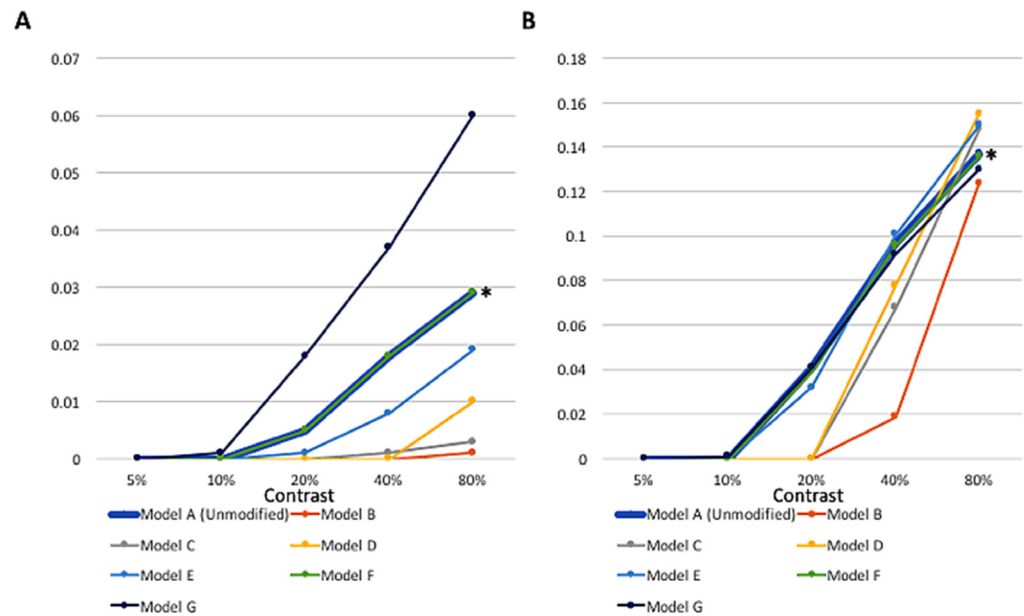 A
0.07
0.06
0.05
0.04
0.03
*
0.02
0.01
0
5% 10% 20% 40% 80%
Contrast
Model A (Unmodified) Model B
Model C Model D
Model E Model F
Model G
B
0.18
0.16
0.14
*
0.12
0.1
0.08
0.06
0.04
0.02
0
5% 10% 20% 40% 80%
Contrast
Model A (Unmodified) Model B
Model C Model D
Model E Model F
Model G